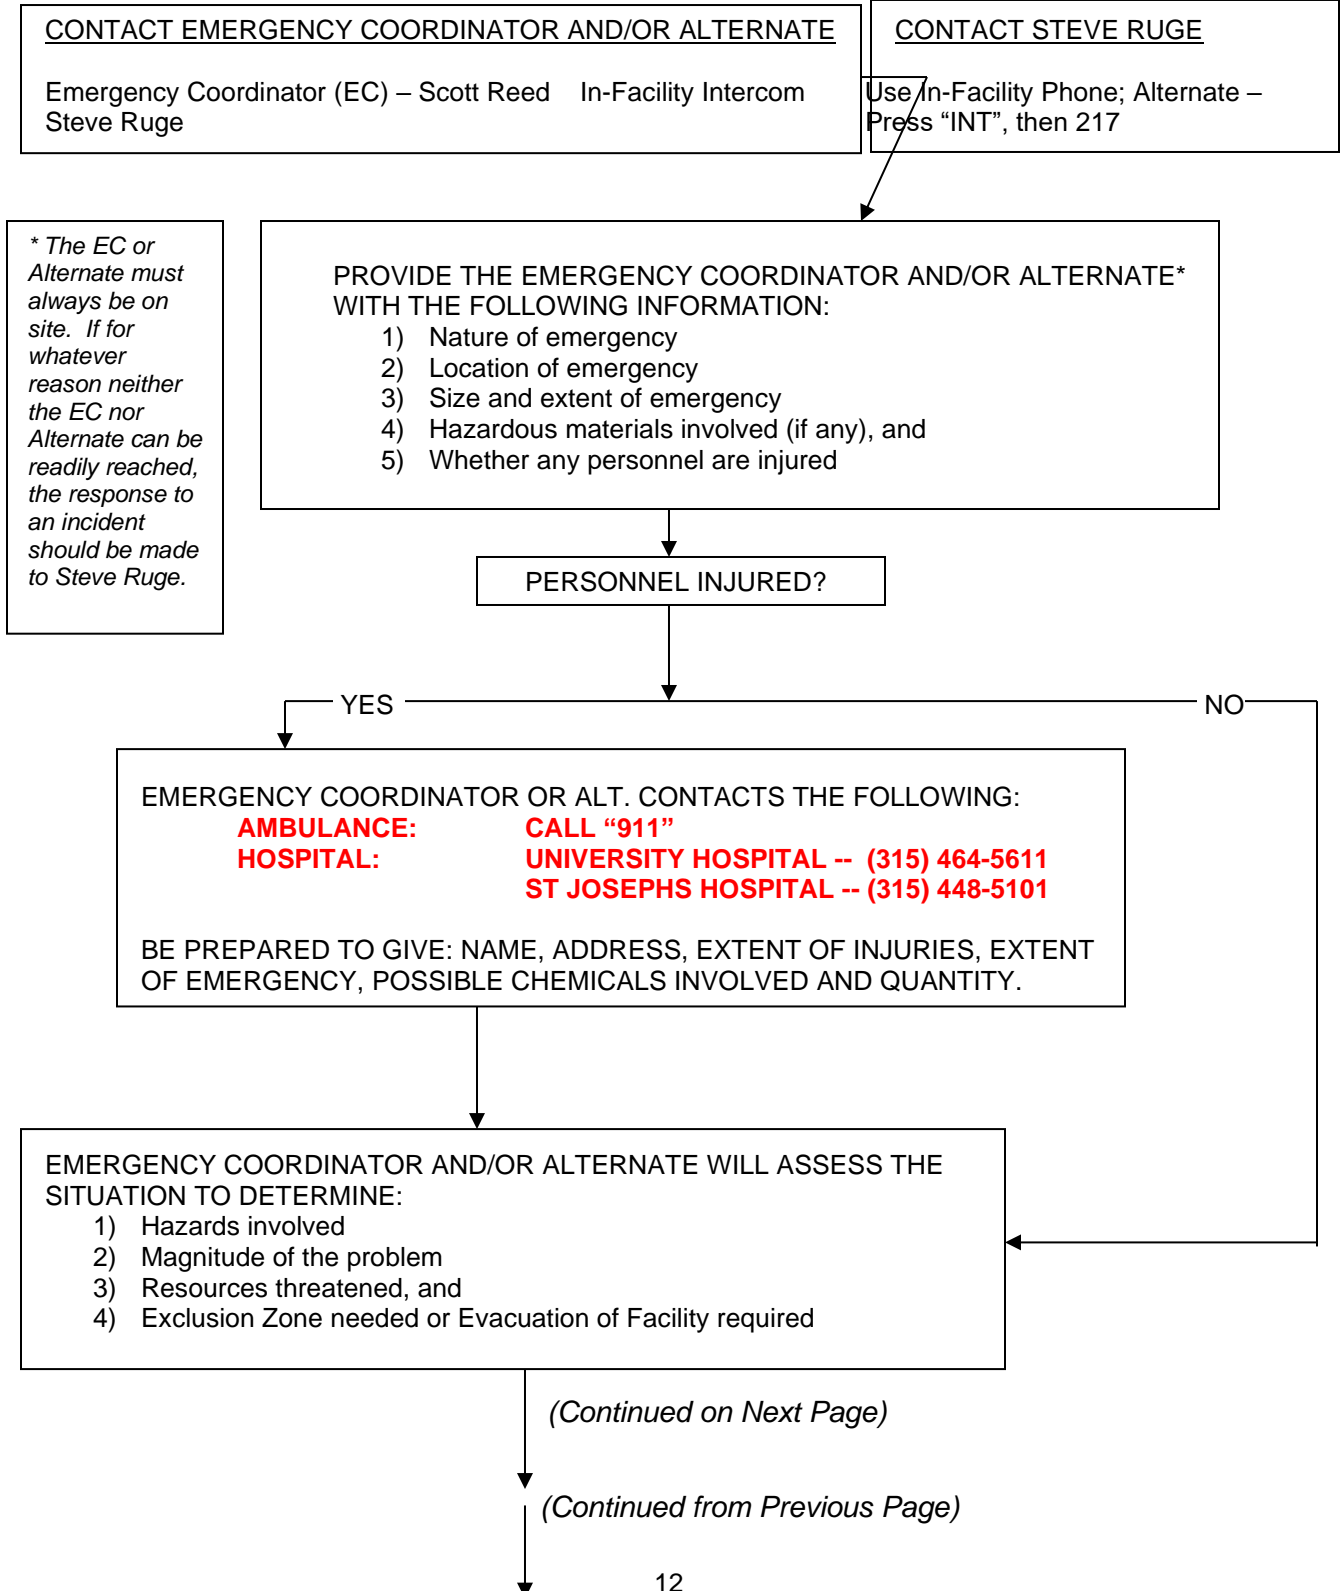 CONTACT EMERGENCY COORDINATOR AND/OR ALTERNATE
Emergency Coordinator (EC) – Scott Reed    In-Facility Intercom
Steve Ruge
CONTACT STEVE RUGE
Use In-Facility Phone; Alternate –
Press “INT”, then 217
* The EC or
Alternate must
always be on
site.  If for
whatever
reason neither
the EC nor
Alternate can be
readily reached,
the response to
an incident
should be made
to Steve Ruge.
PROVIDE THE EMERGENCY COORDINATOR AND/OR ALTERNATE*
WITH THE FOLLOWING INFORMATION:
1) Nature of emergency
2) Location of emergency
3) Size and extent of emergency
4) Hazardous materials involved (if any), and
5) Whether any personnel are injured
PERSONNEL INJURED?
YES
NO
EMERGENCY COORDINATOR OR ALT. CONTACTS THE FOLLOWING:
AMBULANCE: CALL “911”
HOSPITAL: UNIVERSITY HOSPITAL -- (315) 464-5611
ST JOSEPHS HOSPITAL -- (315) 448-5101
BE PREPARED TO GIVE: NAME, ADDRESS, EXTENT OF INJURIES, EXTENT
OF EMERGENCY, POSSIBLE CHEMICALS INVOLVED AND QUANTITY.
EMERGENCY COORDINATOR AND/OR ALTERNATE WILL ASSESS THE
SITUATION TO DETERMINE:
1) Hazards involved
2) Magnitude of the problem
3) Resources threatened, and
4) Exclusion Zone needed or Evacuation of Facility required
(Continued on Next Page)
(Continued from Previous Page)
12